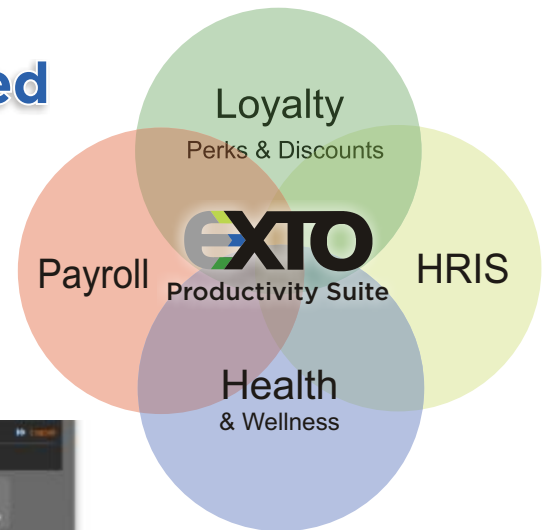 ed
Loyalty
Perks & Discounts
eXTO
Payroll
HRIS
Productivity Suite
Health
& Wellness